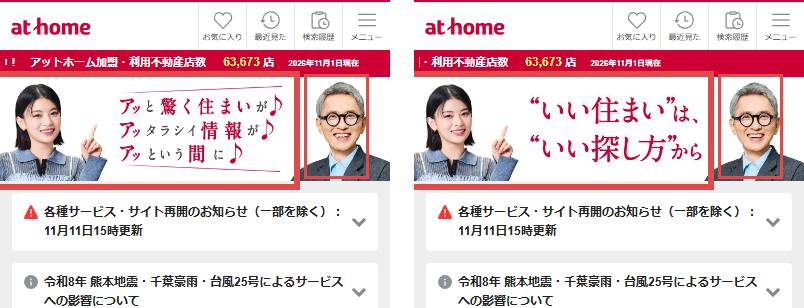 at home
お気に入り
最近見た
検索履歴
メニュー
!! アットホーム加盟・利用不動産店数 63,673 店 2026年11月1日現在
アッと驚く住まいが♪
アッタラシイ情報が♪
アッという間に♪
各種サービス・サイト再開のお知らせ（一部を除く）：
11月11日15時更新
令和8年 熊本地震・千葉豪雨・台風25号によるサービス
への影響について
at home
お気に入り
最近見た
検索履歴
メニュー
・利用不動産店数 63,673 店 2026年11月1日現在
“いい住まい”は、
“いい探し方”から
各種サービス・サイト再開のお知らせ（一部を除く）：
11月11日15時更新
令和8年 熊本地震・千葉豪雨・台風25号によるサービス
への影響について